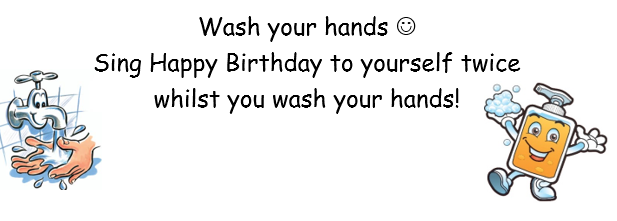 Wash your hands ☺
Sing Happy Birthday to yourself twice
whilst you wash your hands!